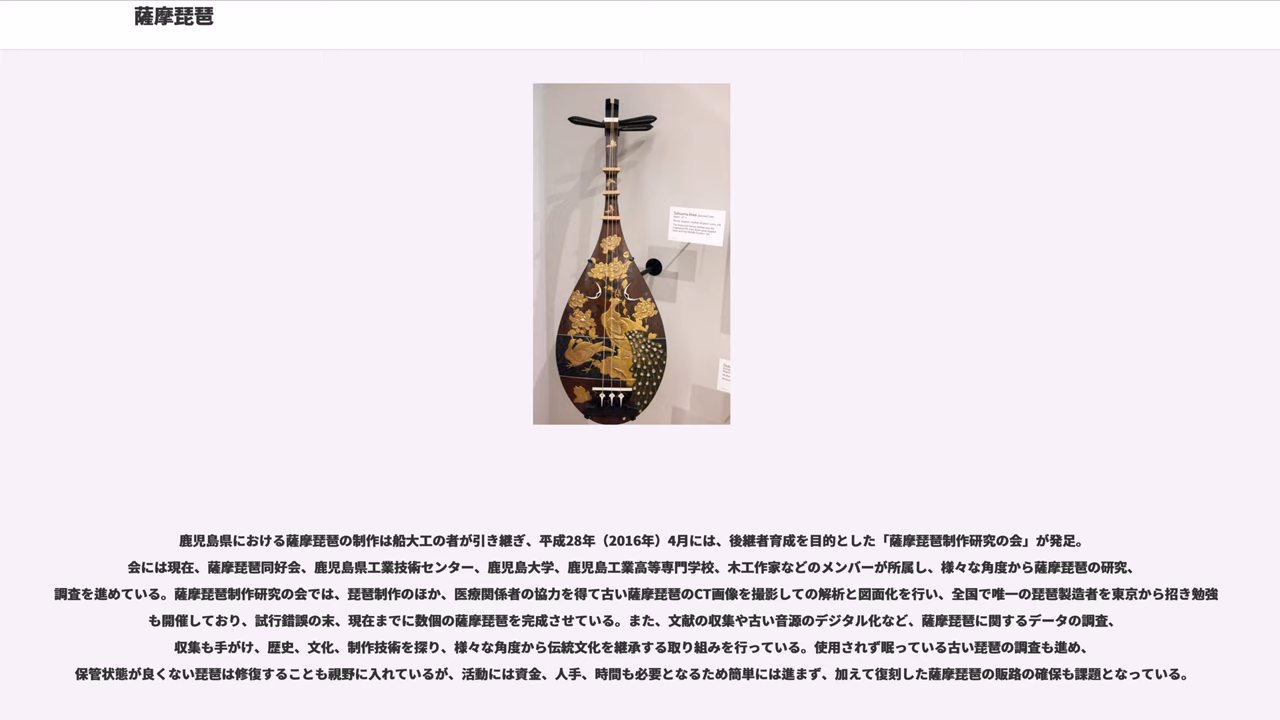 薩摩琵琶
鹿児島県における薩摩琵琶の制作は船大工の者が引き継ぎ、平成28年（2016年）4月には、後継者育成を目的とした「薩摩琵琶制作研究の会」が発足。
会には現在、薩摩琵琶同好会、鹿児島県工業技術センター、鹿児島大学、鹿児島工業高等専門学校、木工作家などのメンバーが所属し、様々な角度から薩摩琵琶の研究、
調査を進めている。薩摩琵琶制作研究の会では、琵琶制作のほか、医療関係者の協力を得て古い薩摩琵琶のCT画像を撮影しての解析と図面化を行い、全国で唯一の琵琶製造者を東京から招き勉強
も開催しており、試行錯誤の末、現在までに数個の薩摩琵琶を完成させている。また、文献の収集や古い音源のデジタル化など、薩摩琵琶に関するデータの調査、
収集も手がけ、歴史、文化、制作技術を探り、様々な角度から伝統文化を継承する取り組みを行っている。使用されず眠っている古い琵琶の調査も進め、
保管状態が良くない琵琶は修復することも視野に入れているが、活動には資金、人手、時間も必要となるため簡単には進まず、加えて復刻した薩摩琵琶の販路の確保も課題となっている。